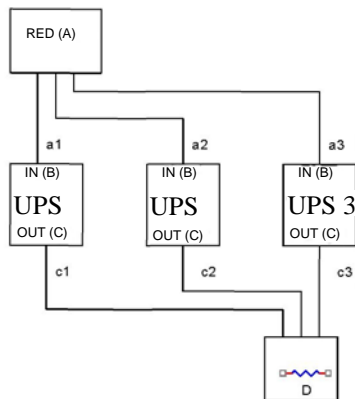 RED (A)
a1
a2
a3
IN (B)
IN (B)
IN (B)
UPS
UPS
UPS 3
OUT (C)
OUT (C)
OUT (C)
c1
c2
c3
D